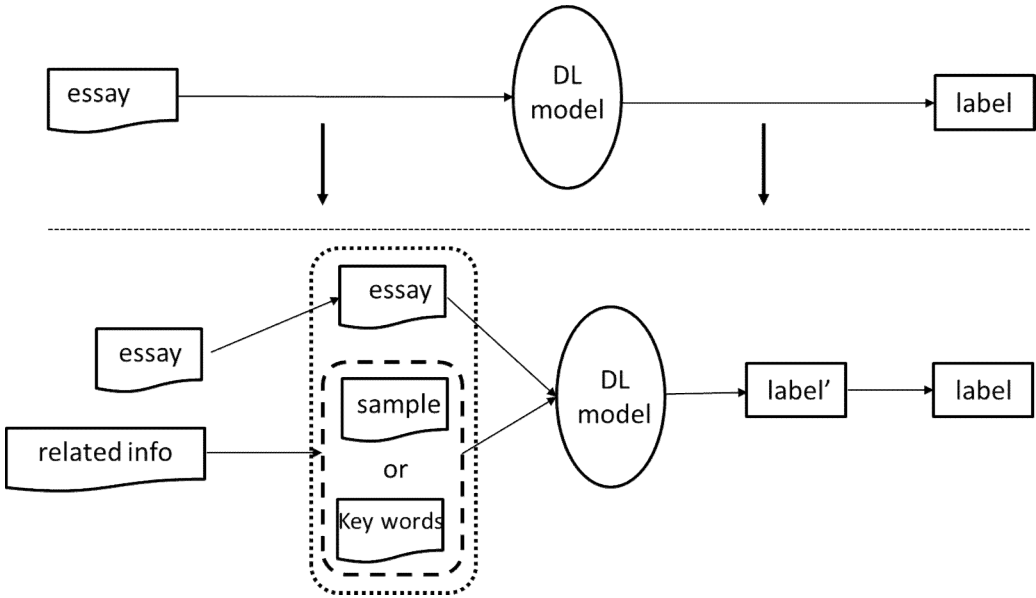 essay
DL
model
label
essay
essay
sample
or
Key words
related info
DL
model
label’
label